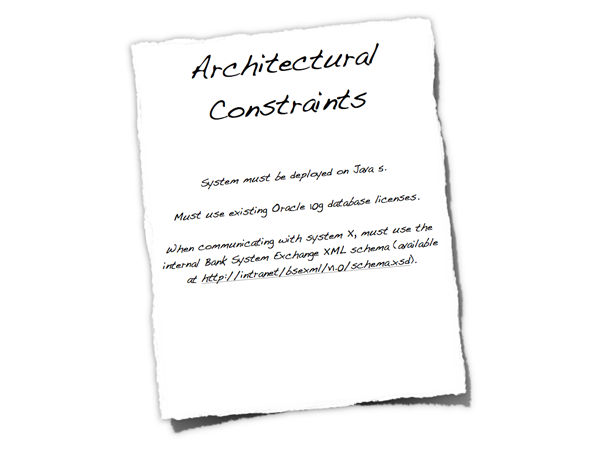 Architectural
Constraints
System must be deployed on Java 5.
Must use existing Oracle 10g database licenses.
When communicating with system X, must use the
internal Bank System Exchange XML schema (available
at http://intranet/bsexml/v1.0/schema.xsd).